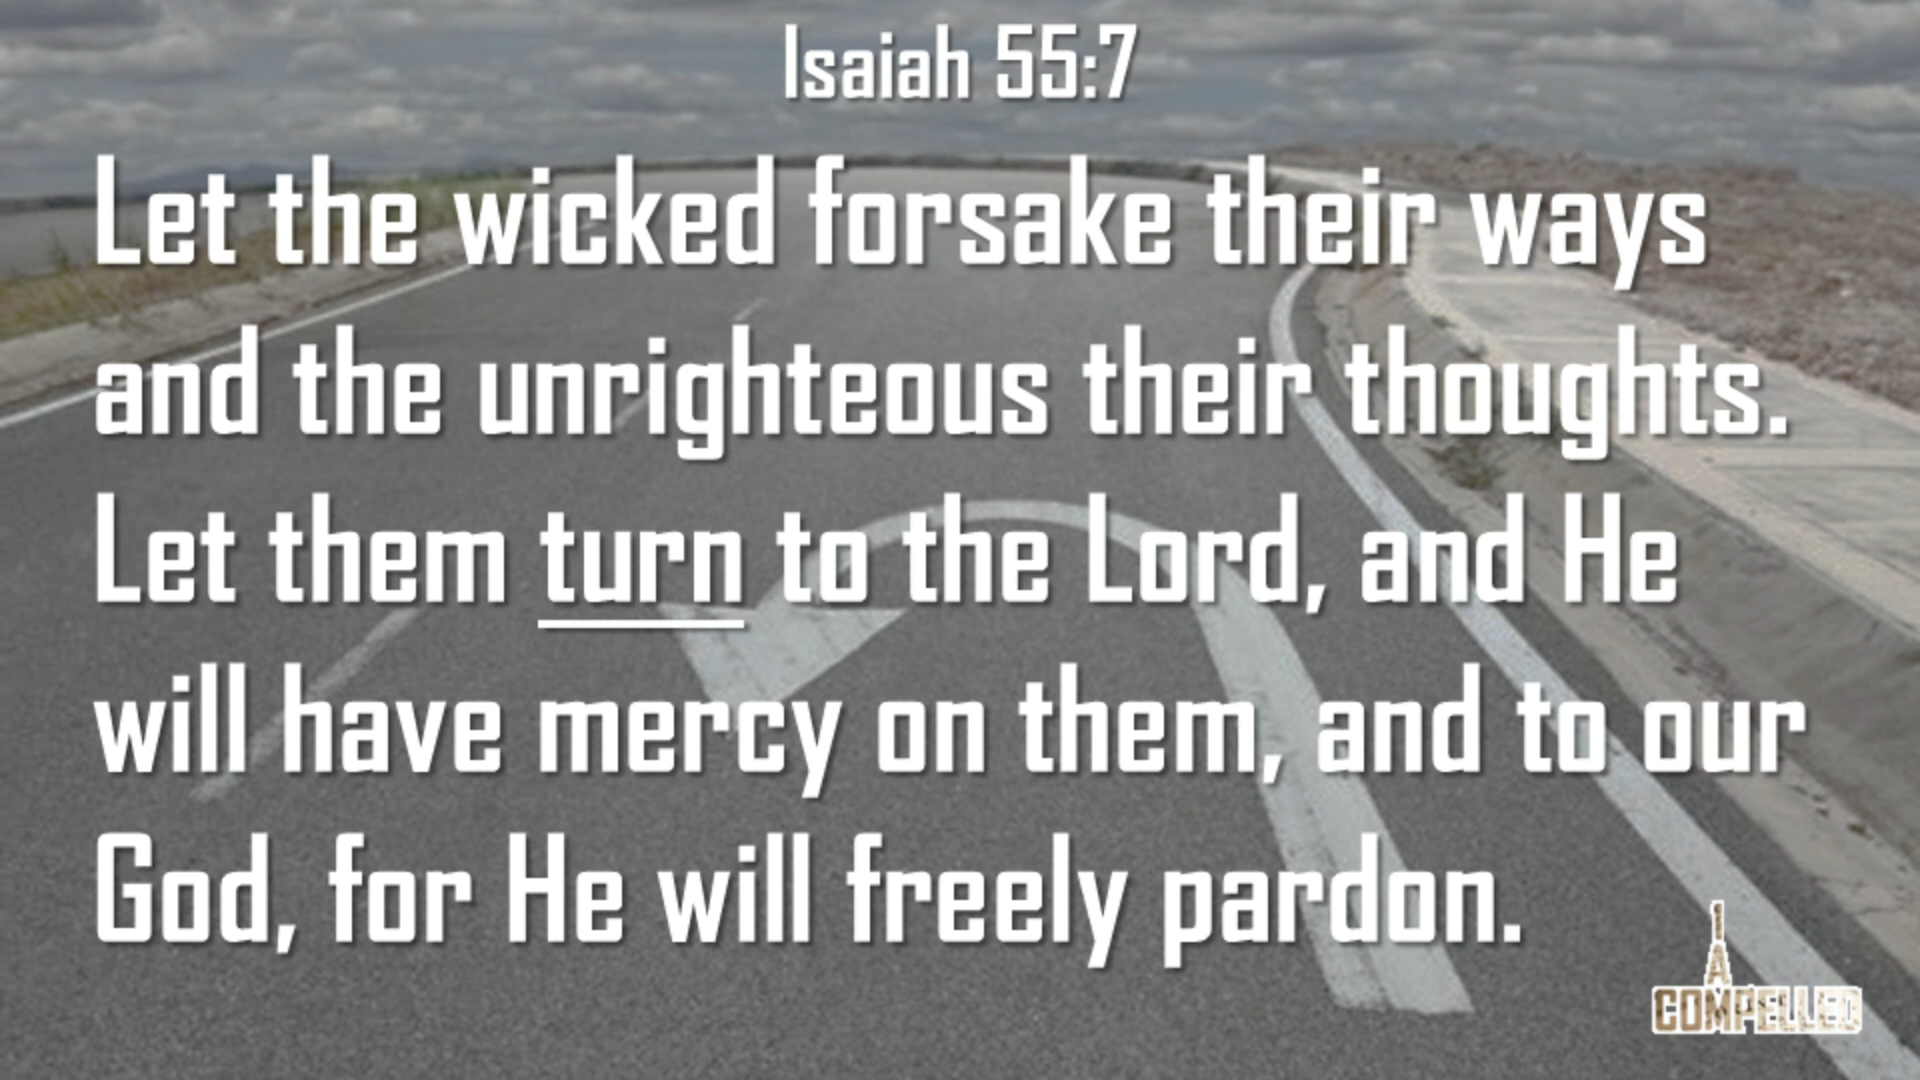 Isaiah 55:7
Let the wicked forsake their ways
and the unrighteous their thoughts.
Let them turn to the Lord, and He
will have mercy on them, and to our
God, for He will freely pardon.
I
AM
COMPELLED